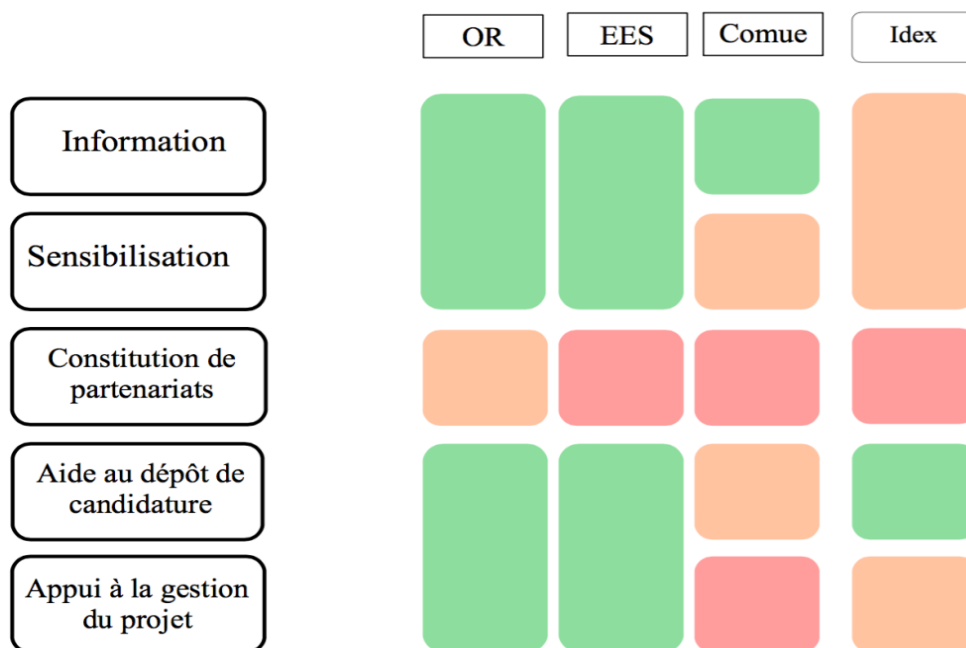 OR
EES
Comue
Idex
Information
Sensibilisation
Constitution de
partenariats
Aide au dépôt de
candidature
Appui à la gestion
du projet